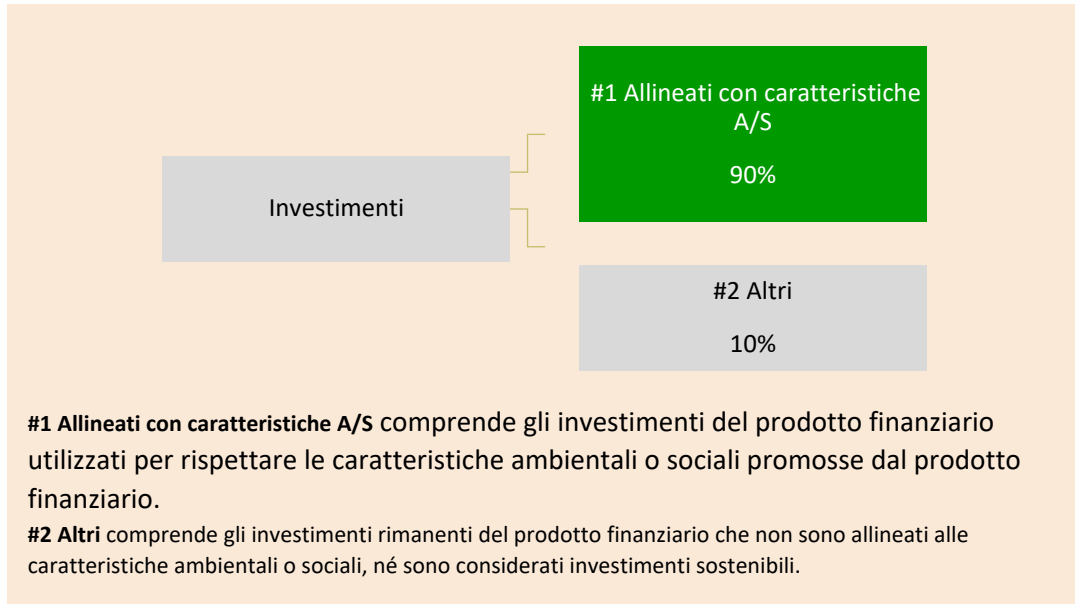 #1 Allineati con caratteristiche
A/S
90%
Investimenti
#2 Altri
10%
#1 Allineati con caratteristiche A/S comprende gli investimenti del prodotto finanziario
utilizzati per rispettare le caratteristiche ambientali o sociali promosse dal prodotto
finanziario.
#2 Altri comprende gli investimenti rimanenti del prodotto finanziario che non sono allineati alle
caratteristiche ambientali o sociali, né sono considerati investimenti sostenibili.